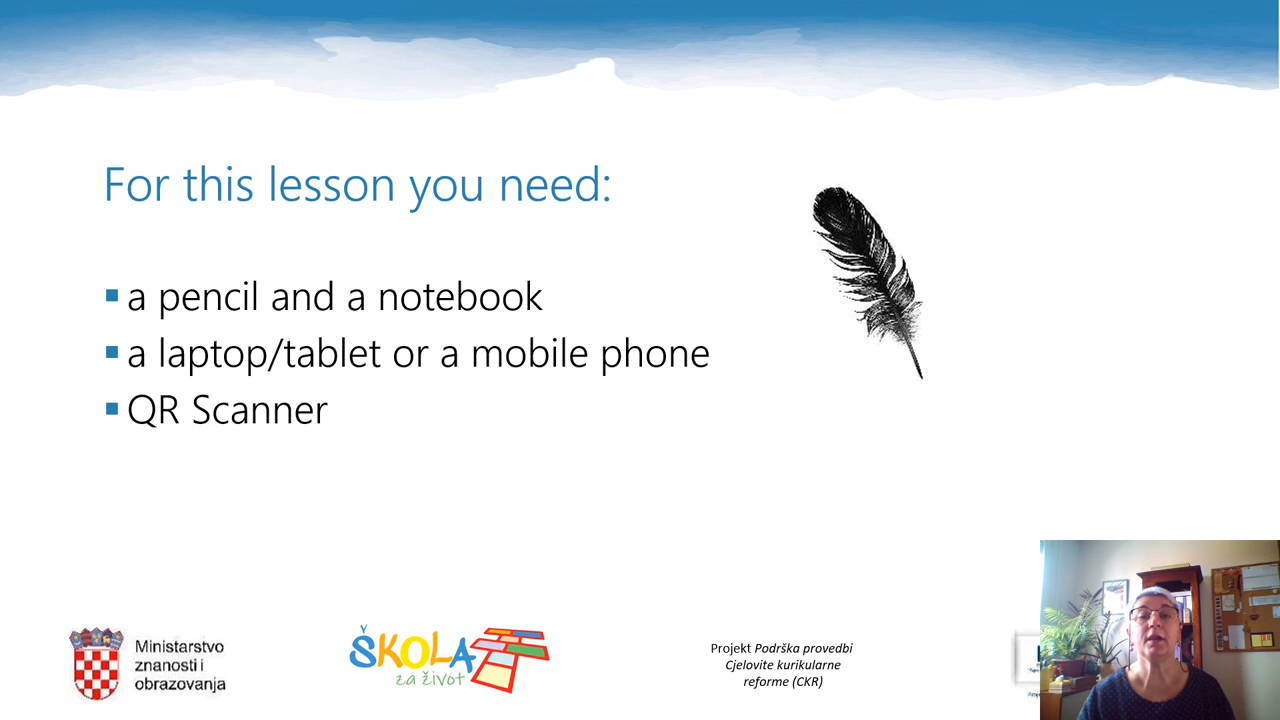 For this lesson you need:
▪ a pencil and a notebook
▪ a laptop/tablet or a mobile phone
▪ QR Scanner
Ministarstvo
znanosti i
obrazovanja
ŠKOLA
za život
Projekt Podrška provedbi
Cjelovite kurikularne
reforme (CKR)